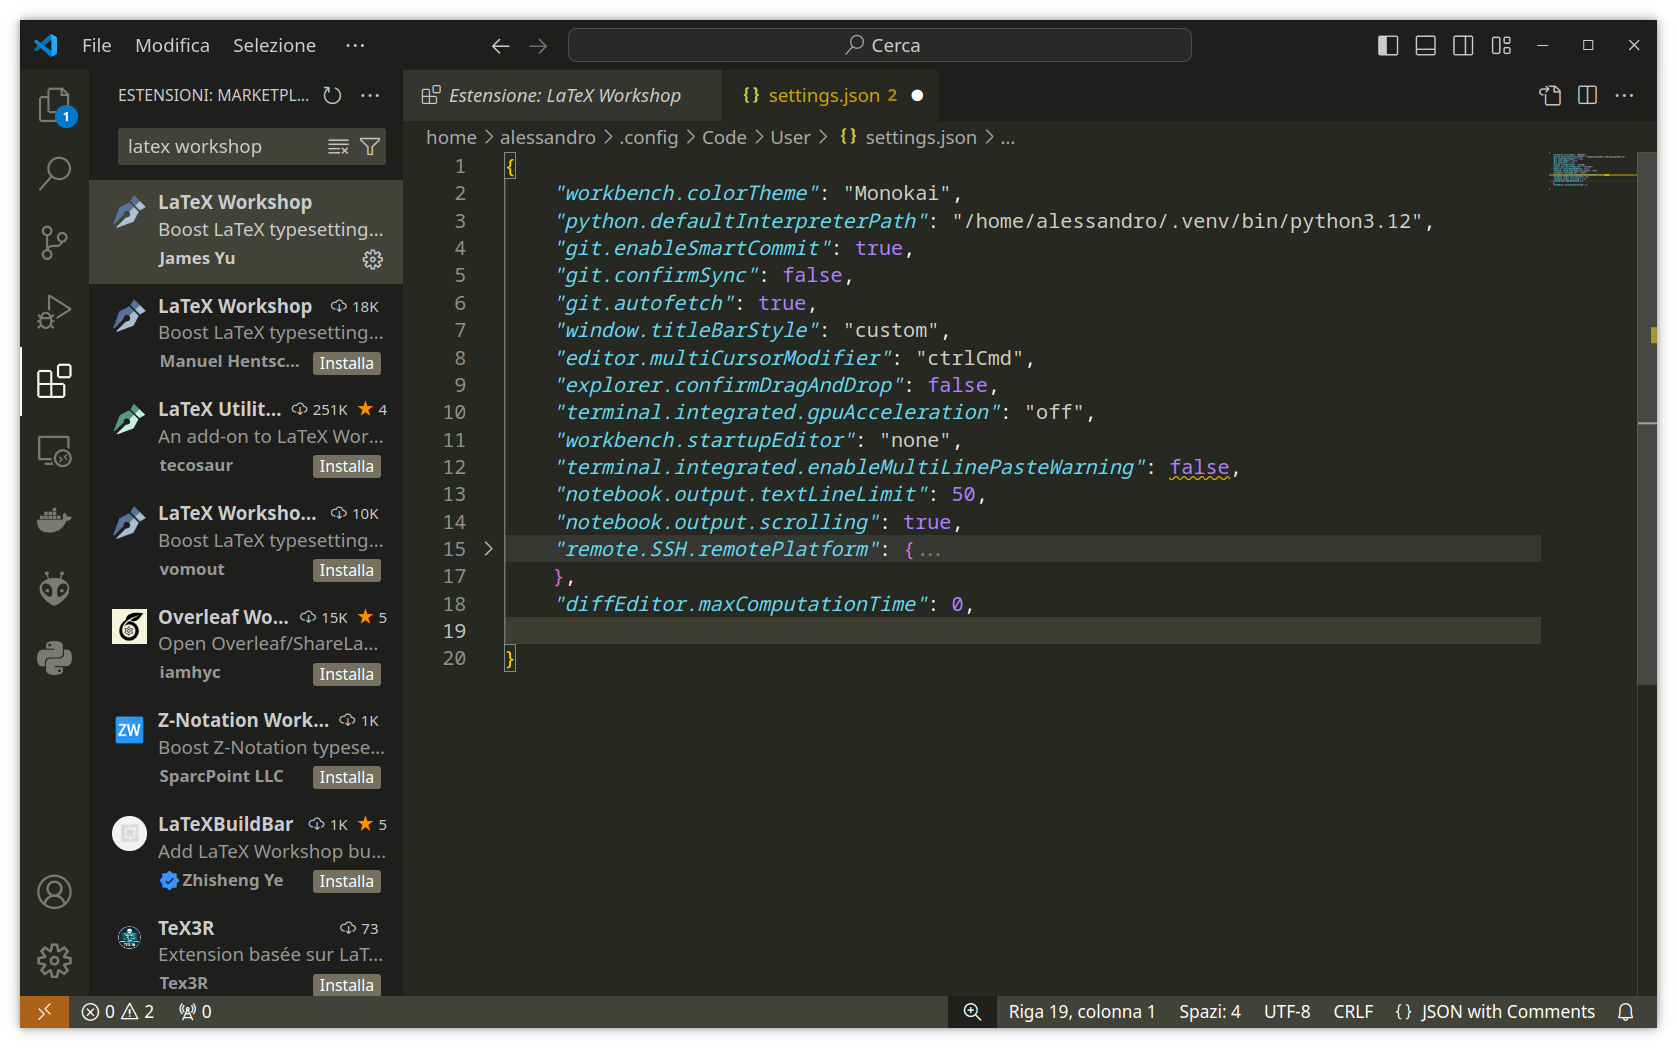 File Modifica Selezione ···
Cerca
ESTENSIONI: MARKETPL...
latex workshop
LaTeX Workshop
Boost LaTeX typesetting...
James Yu
LaTeX Workshop 18K
Boost LaTeX typesetting...
Manuel Hentsc... Installa
LaTeX Utilit... 251K 4
An add-on to LaTeX Wor...
tecosaur Installa
LaTeX Worksho... 10K
Boost LaTeX typesetting...
vomout Installa
Overleaf Wo... 15K 5
Open Overleaf/ShareLa...
iamhyc Installa
ZW
Z-Notation Work... 1K
Boost Z-Notation typese...
SparcPoint LLC Installa
LaTeXBuildBar 1K 5
Add LaTeX Workshop bu...
Zhisheng Ye Installa
TeX3R 73
Extension basée sur LaT...
Tex3R Installa
1
Estensione: LaTeX Workshop
{} settings.json 2
home > alessandro > .config > Code > User > {} settings.json > ...
1 {
2 "workbench.colorTheme": "Monokai",
3 "python.defaultInterpreterPath": "/home/alessandro/.venv/bin/python3.12",
4 "git.enableSmartCommit": true,
5 "git.confirmSync": false,
6 "git.autofetch": true,
7 "window.titleBarStyle": "custom",
8 "editor.multiCursorModifier": "ctrlCmd",
9 "explorer.confirmDragAndDrop": false,
10 "terminal.integrated.gpuAcceleration": "off",
11 "workbench.startupEditor": "none",
12 "terminal.integrated.enableMultiLinePasteWarning": false,
13 "notebook.output.textLineLimit": 50,
14 "notebook.output.scrolling": true,
15 "remote.SSH.remotePlatform": {...
17 },
18 "diffEditor.maxComputationTime": 0,
19
20 }
0 2 0
Riga 19, colonna 1 Spazi: 4 UTF-8 CRLF {} JSON with Comments